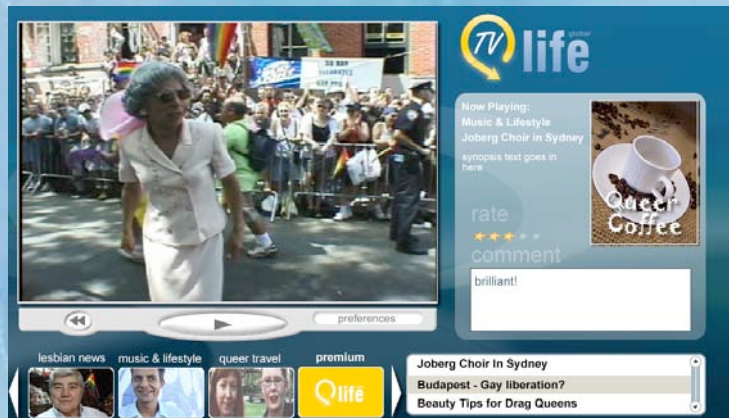 TV
global
life
Now Playing:
Music & Lifestyle
Joberg Choir in Sydney
synopsis text goes in
here
Queer
Coffee
rate
comment
brilliant!
preferences
lesbian news
music & lifestyle
queer travel
premium
life
Joberg Choir In Sydney
Budapest - Gay liberation?
Beauty Tips for Drag Queens